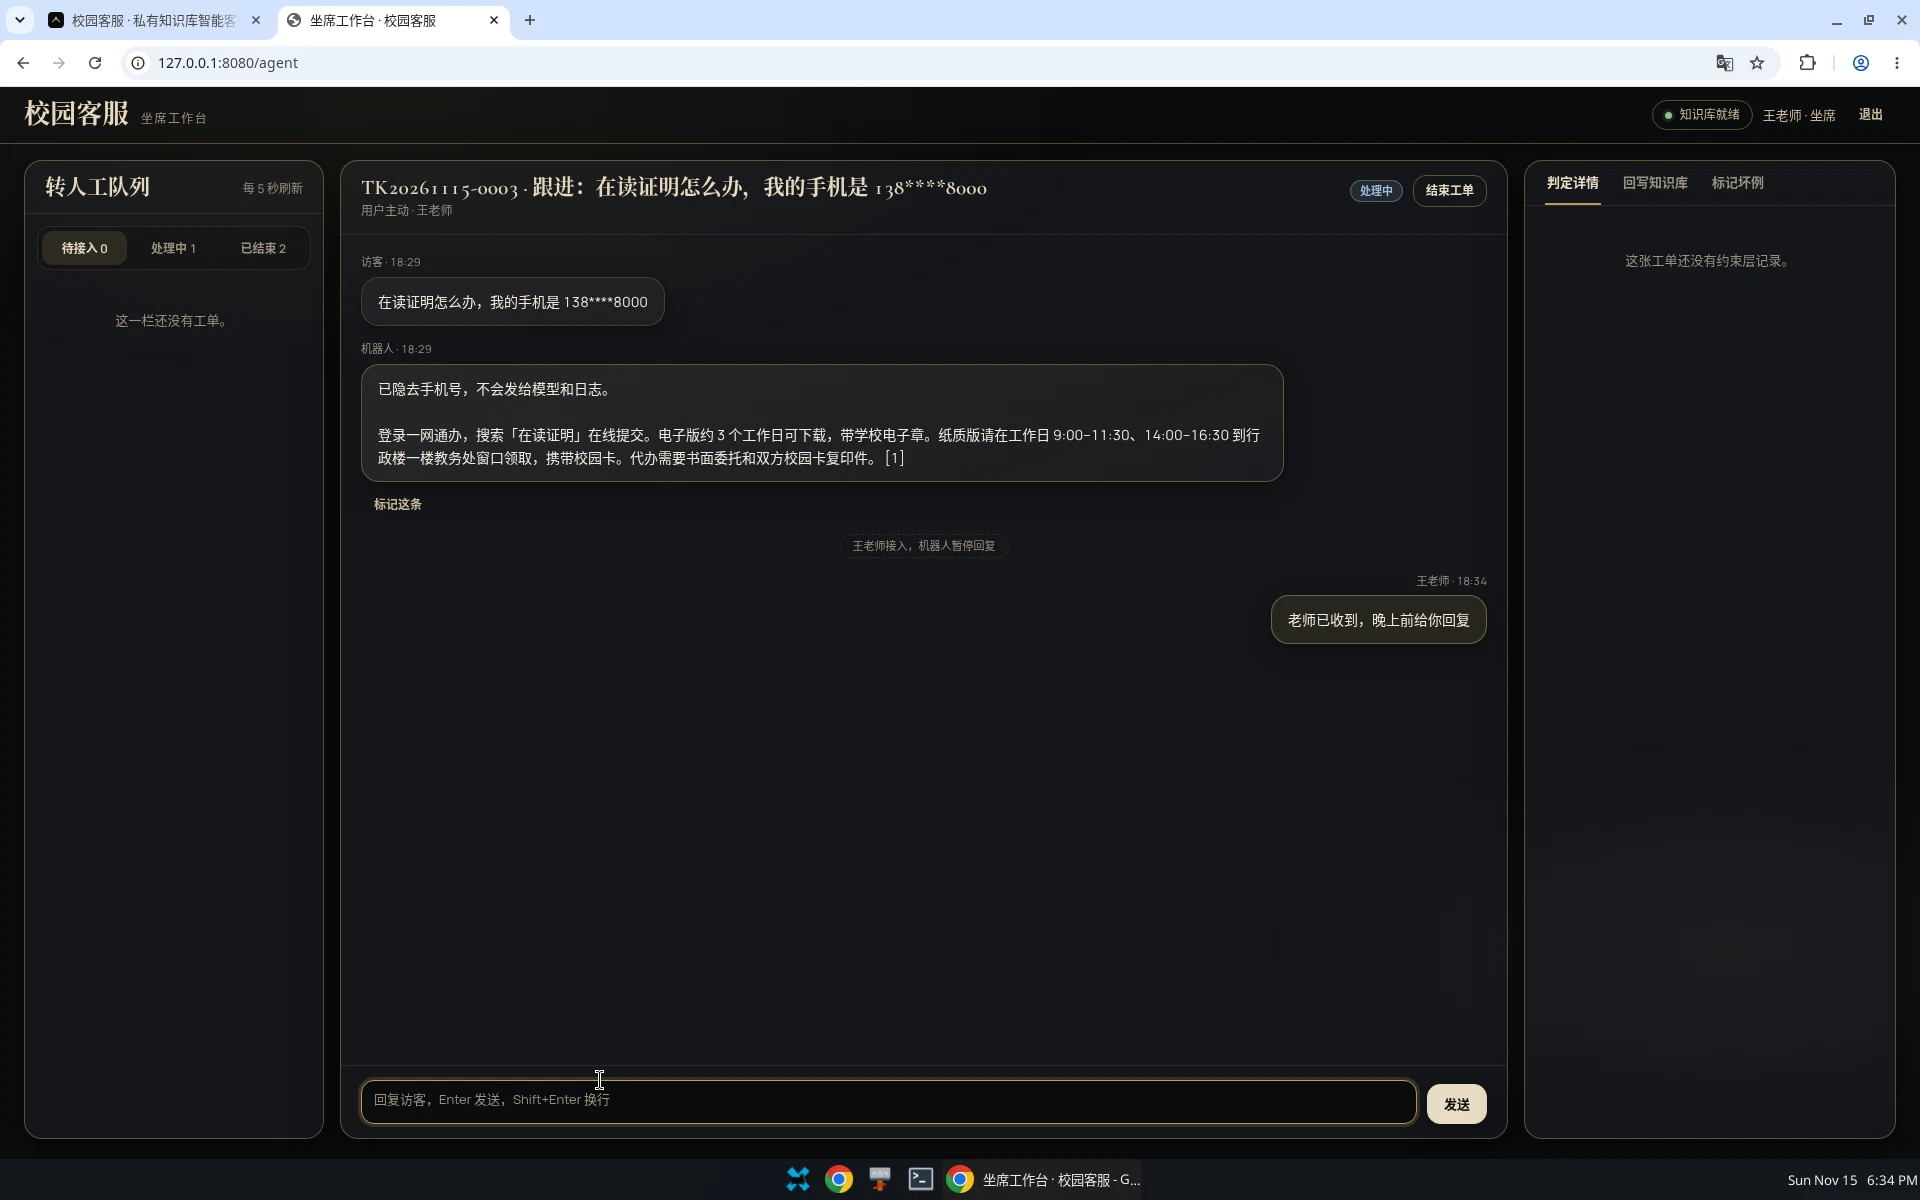 校园客服 · 私有知识库智能客
坐席工作台 · 校园客服
127.0.0.1:8080/agent
校园客服 坐席工作台
知识库就绪 王老师 · 坐席 退出
转人工队列 每 5 秒刷新
待接入 0 处理中 1 已结束 2
这一栏还没有工单。
TK20261115-0003 · 跟进：在读证明怎么办，我的手机是 138****8000
用户主动 · 王老师
处理中 结束工单
访客 · 18:29
在读证明怎么办，我的手机是 138****8000
机器人 · 18:29
已隐去手机号，不会发给模型和日志。
登录一网通办，搜索「在读证明」在线提交。电子版约 3 个工作日可下载，带学校电子章。纸质版请在工作日 9:00–11:30、14:00–16:30 到行
政楼一楼教务处窗口领取，携带校园卡。代办需要书面委托和双方校园卡复印件。 [1]
标记这条
王老师接入，机器人暂停回复
王老师 · 18:34
老师已收到，晚上前给你回复
回复访客，Enter 发送，Shift+Enter 换行
发送
判定详情 回写知识库 标记坏例
这张工单还没有约束层记录。
坐席工作台 · 校园客服 - G...
Sun Nov 15 6:34 PM